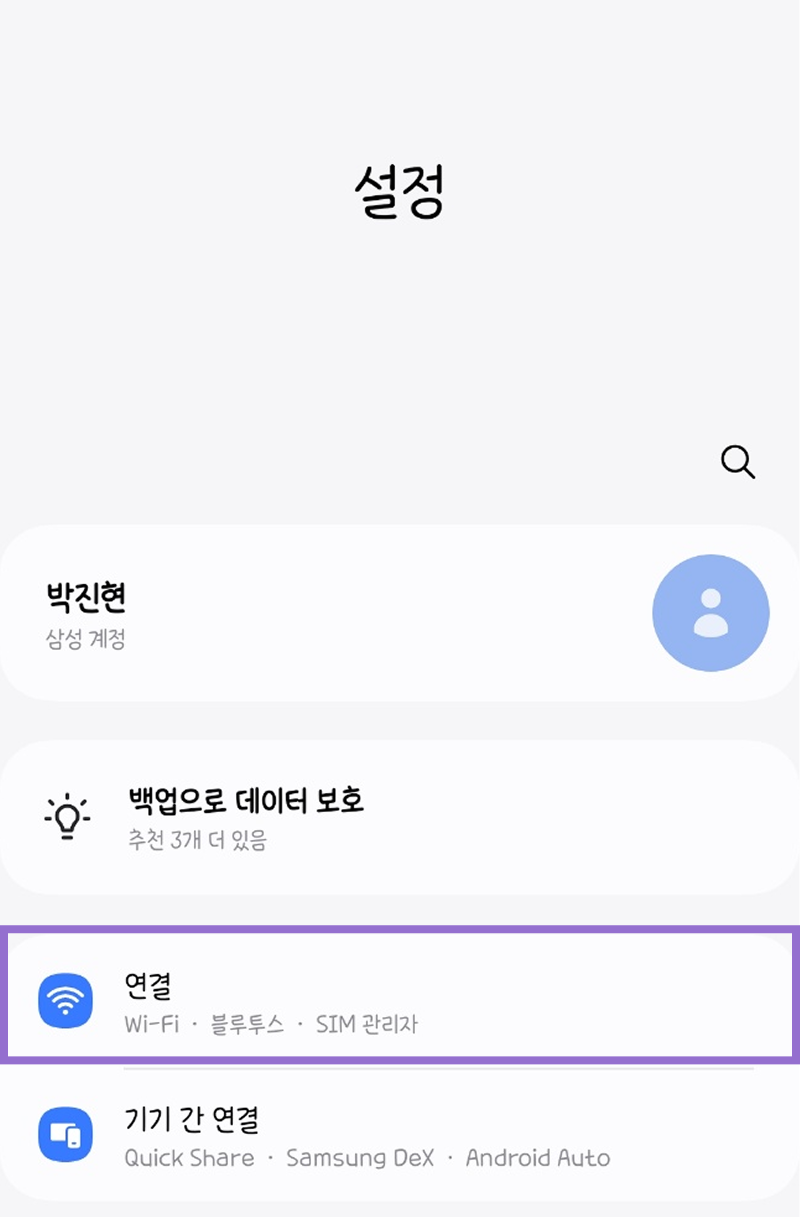 설정
박진현
삼성 계정
백업으로 데이터 보호
추천 3개 더 있음
연결
Wi-Fi · 블루투스 · SIM 관리자
기기 간 연결
Quick Share · Samsung DeX · Android Auto